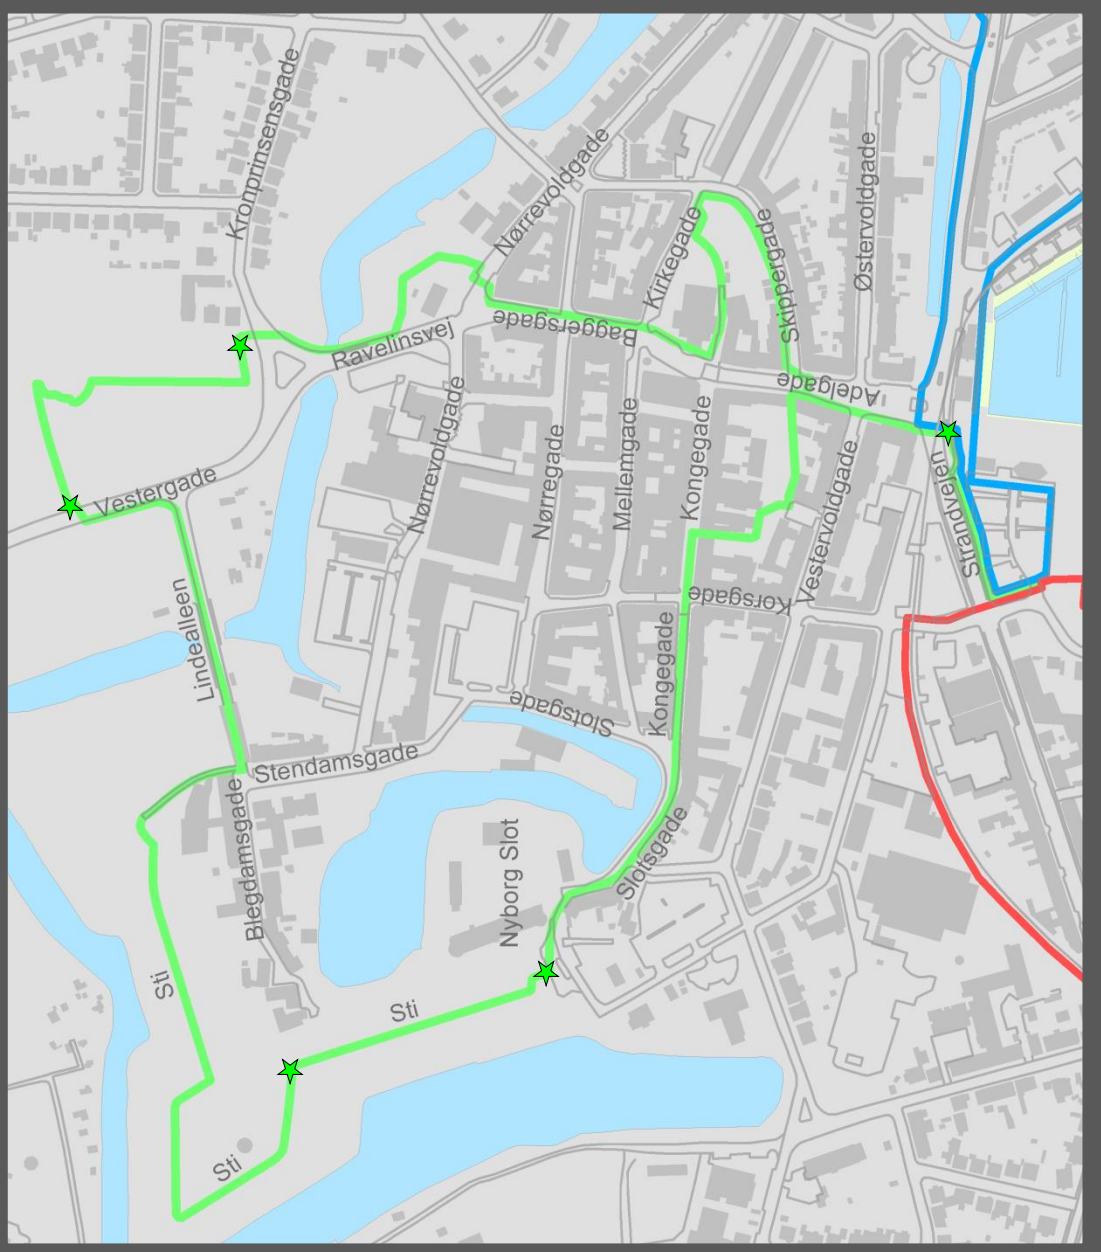 Kronprinsensgade
Nørrevoldgade
Østervoldgade
Kirkegade
Skippergade
Baggersgade
Ravelinsvej
Adelgade
Nørrevoldgade
Nørregade
Mellemgade
Kongegade
Vestervoldgade
Strandvejen
Vestergade
Lindealleen
Korsgade
Kongegade
Slotsgade
Stendamsgade
Blegdamsgade
Slotsgade
Nyborg Slot
Sti
Sti
Sti